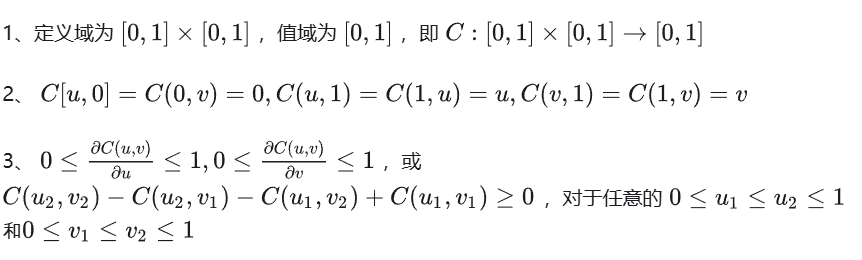 1、定义域为 [0, 1] × [0, 1] ，值域为 [0, 1] ，即 C : [0, 1] × [0, 1] → [0, 1]
2、 C[u, 0] = C(0, v) = 0, C(u, 1) = C(1, u) = u, C(v, 1) = C(1, v) = v
3、 0 ≤ ∂C(u,v)/∂u ≤ 1, 0 ≤ ∂C(u,v)/∂v ≤ 1 ，或
C(u₂, v₂) − C(u₂, v₁) − C(u₁, v₂) + C(u₁, v₁) ≥ 0 ，对于任意的 0 ≤ u₁ ≤ u₂ ≤ 1
和0 ≤ v₁ ≤ v₂ ≤ 1